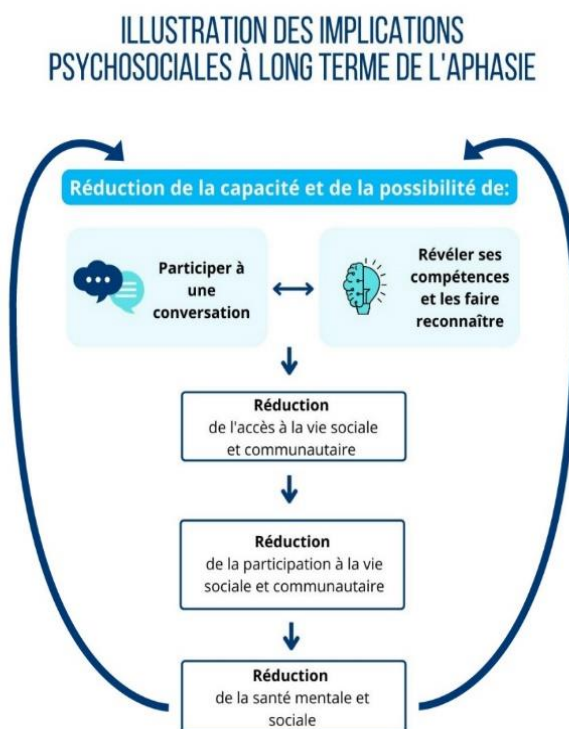 ILLUSTRATION DES IMPLICATIONS
PSYCHOSOCIALES À LONG TERME DE L'APHASIE
Réduction de la capacité et de la possibilité de:
Participer à
une
conversation
Révéler ses
compétences
et les faire
reconnaître
Réduction
de l'accès à la vie sociale
et communautaire
Réduction
de la participation à la vie
sociale et communautaire
Réduction
de la santé mentale et
sociale